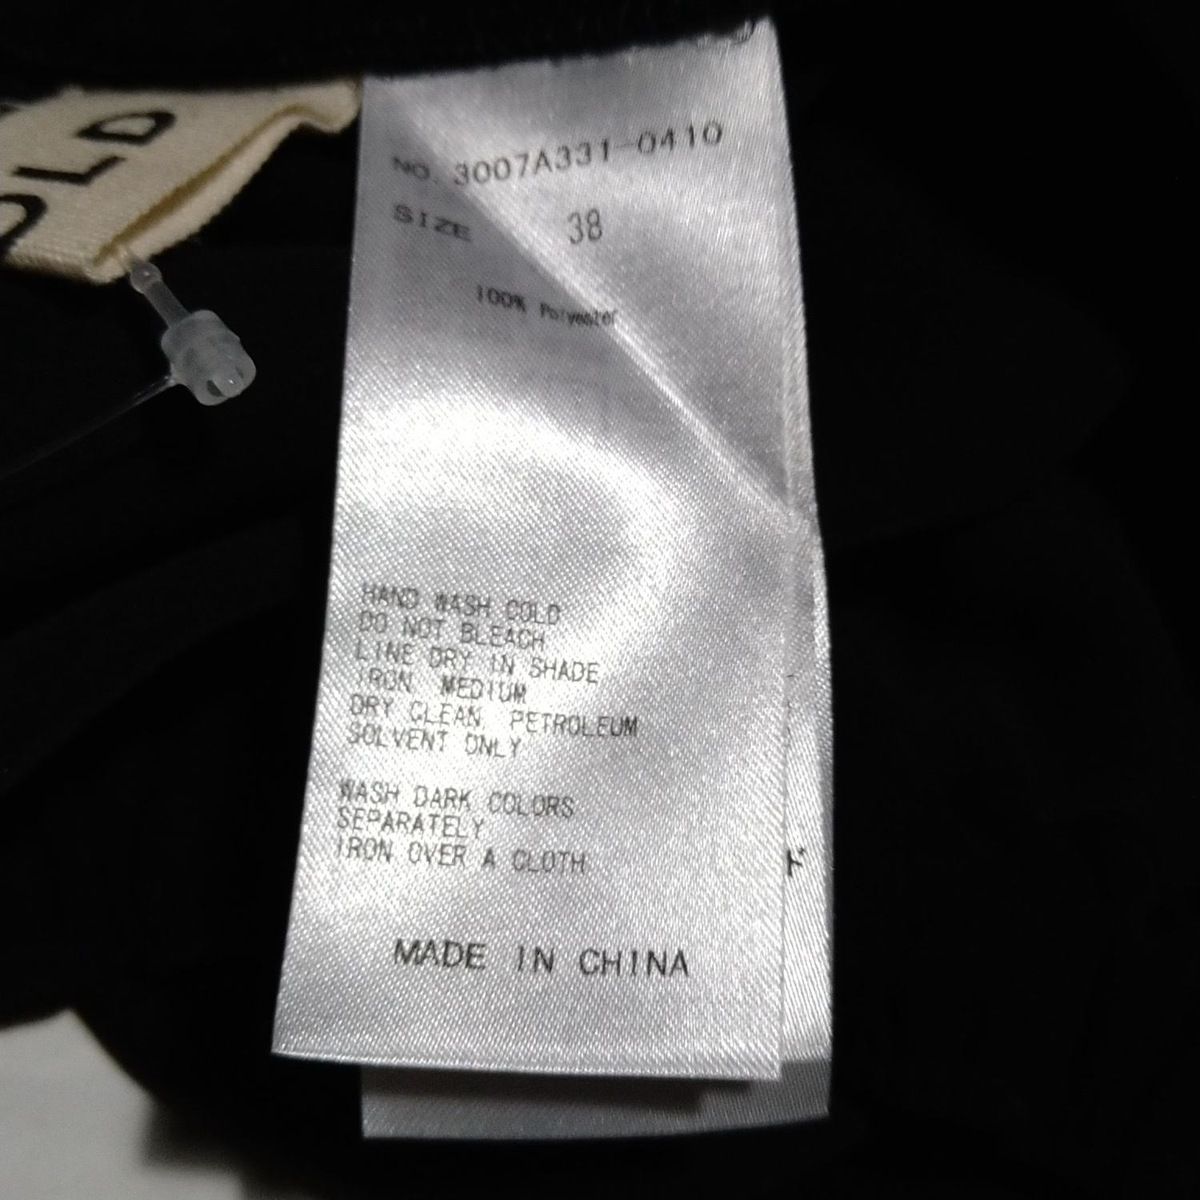 OLD
NO. 3007A331-0410
SIZE 38
100% Polyester
HAND WASH COLD
DO NOT BLEACH
LINE DRY IN SHADE
IRON, MEDIUM
DRY CLEAN, PETROLEUM
SOLVENT ONLY
WASH DARK COLORS
SEPARATELY
IRON OVER A CLOTH
MADE IN CHINA